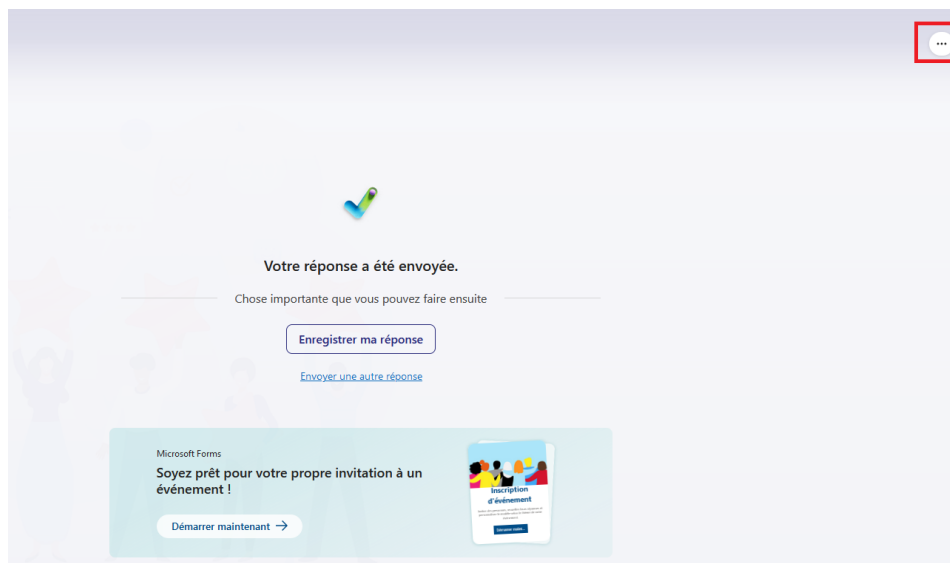 ...
Votre réponse a été envoyée.
Chose importante que vous pouvez faire ensuite
Enregistrer ma réponse
Envoyer une autre réponse
Microsoft Forms
Soyez prêt pour votre propre invitation à un
événement !
Démarrer maintenant →
Inscription
d'événement